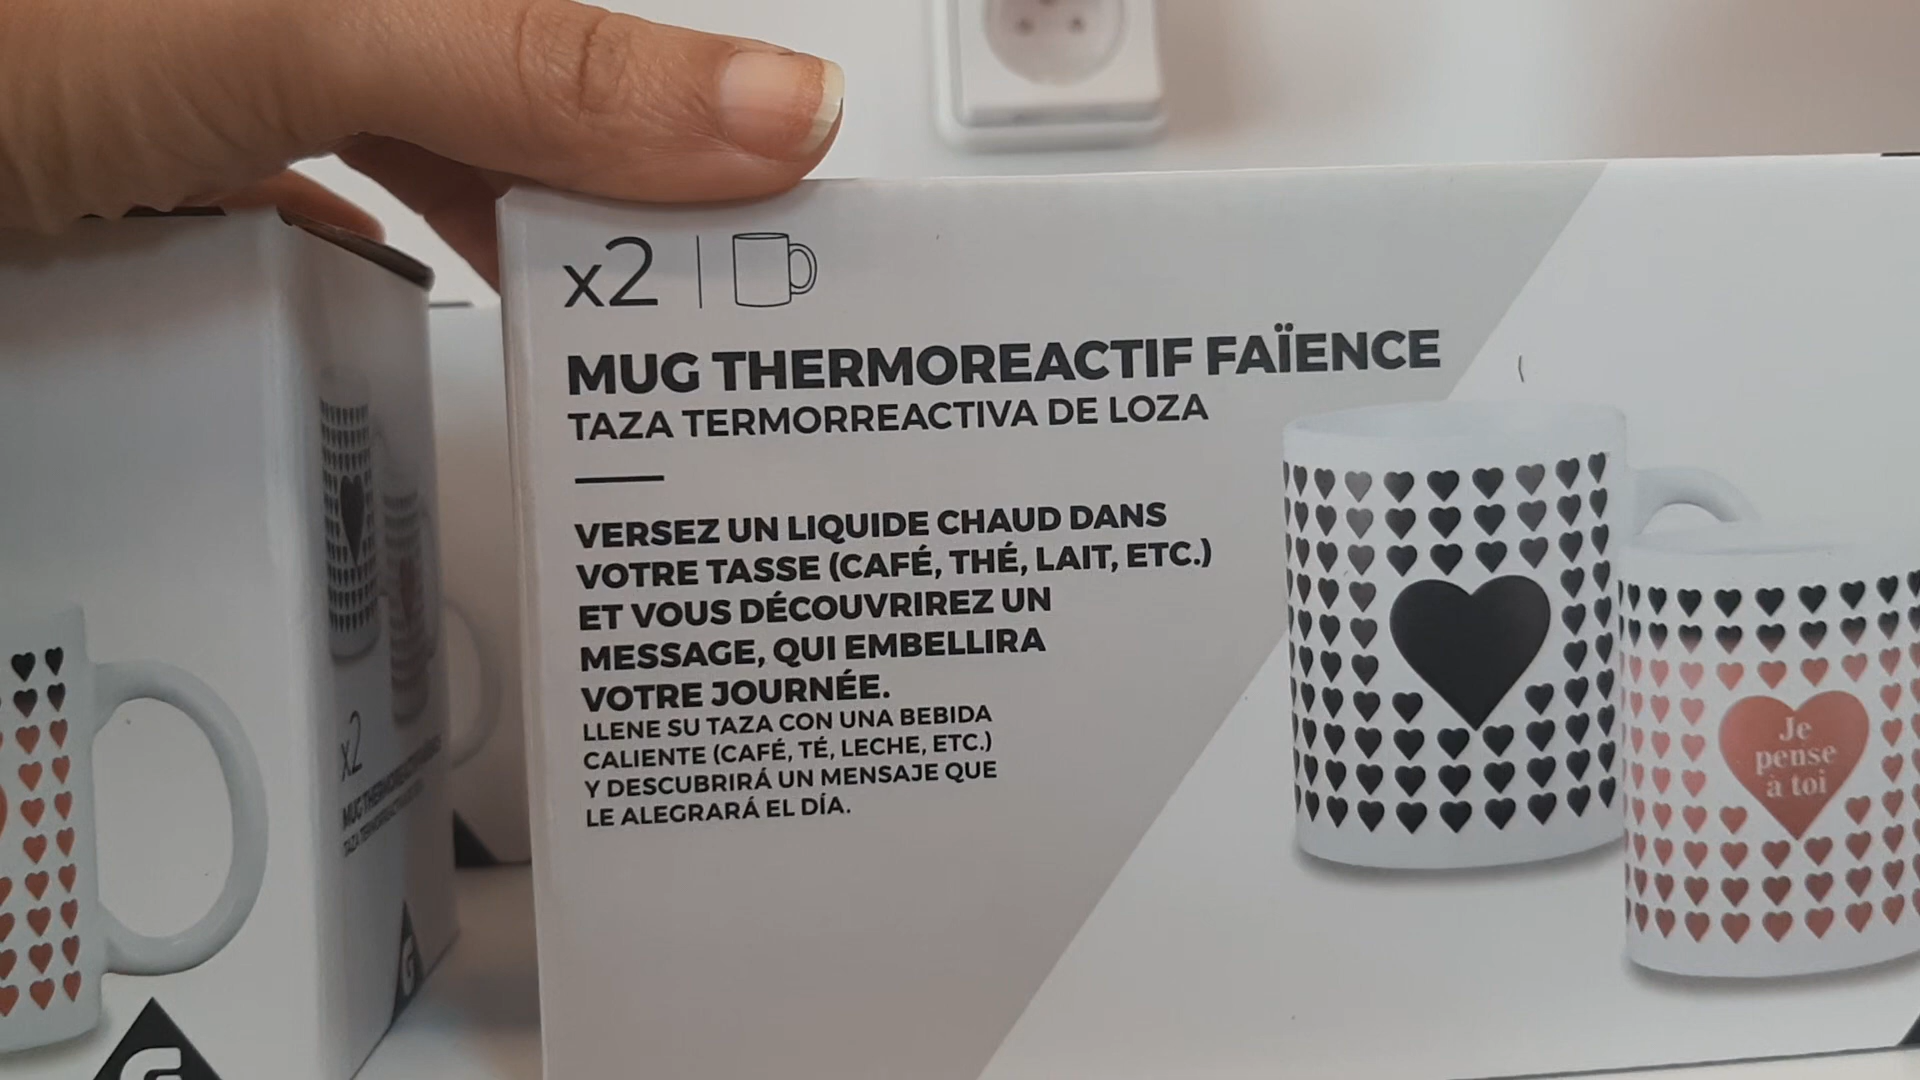 x2
MUG THERMOREACTIF FAÏENCE
TAZA TERMORREACTIVA DE LOZA
VERSEZ UN LIQUIDE CHAUD DANS
VOTRE TASSE (CAFÉ, THÉ, LAIT, ETC.)
ET VOUS DÉCOUVRIREZ UN
MESSAGE, QUI EMBELLIRA
VOTRE JOURNÉE.
LLENE SU TAZA CON UNA BEBIDA
CALIENTE (CAFÉ, TÉ, LECHE, ETC.)
Y DESCUBRIRÁ UN MENSAJE QUE
LE ALEGRARÁ EL DÍA.
Je
pense
à toi
x2
G
G